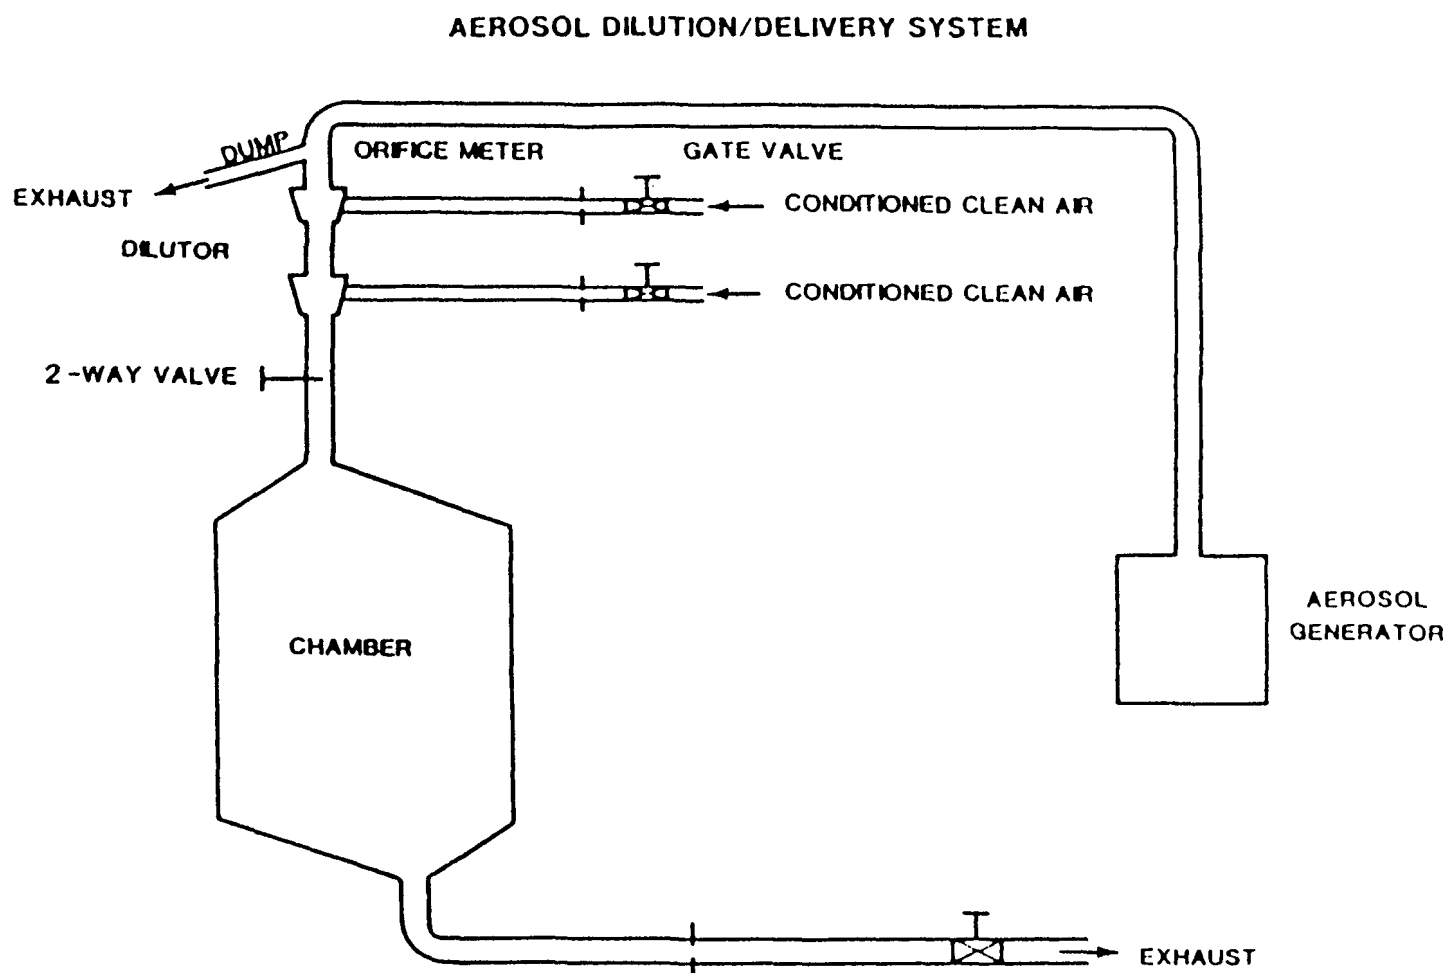 AEROSOL DILUTION/DELIVERY SYSTEM
DUMP
ORIFICE METER
GATE VALVE
EXHAUST
CONDITIONED CLEAN AIR
DILUTOR
CONDITIONED CLEAN AIR
2-WAY VALVE
AEROSOL
GENERATOR
CHAMBER
EXHAUST